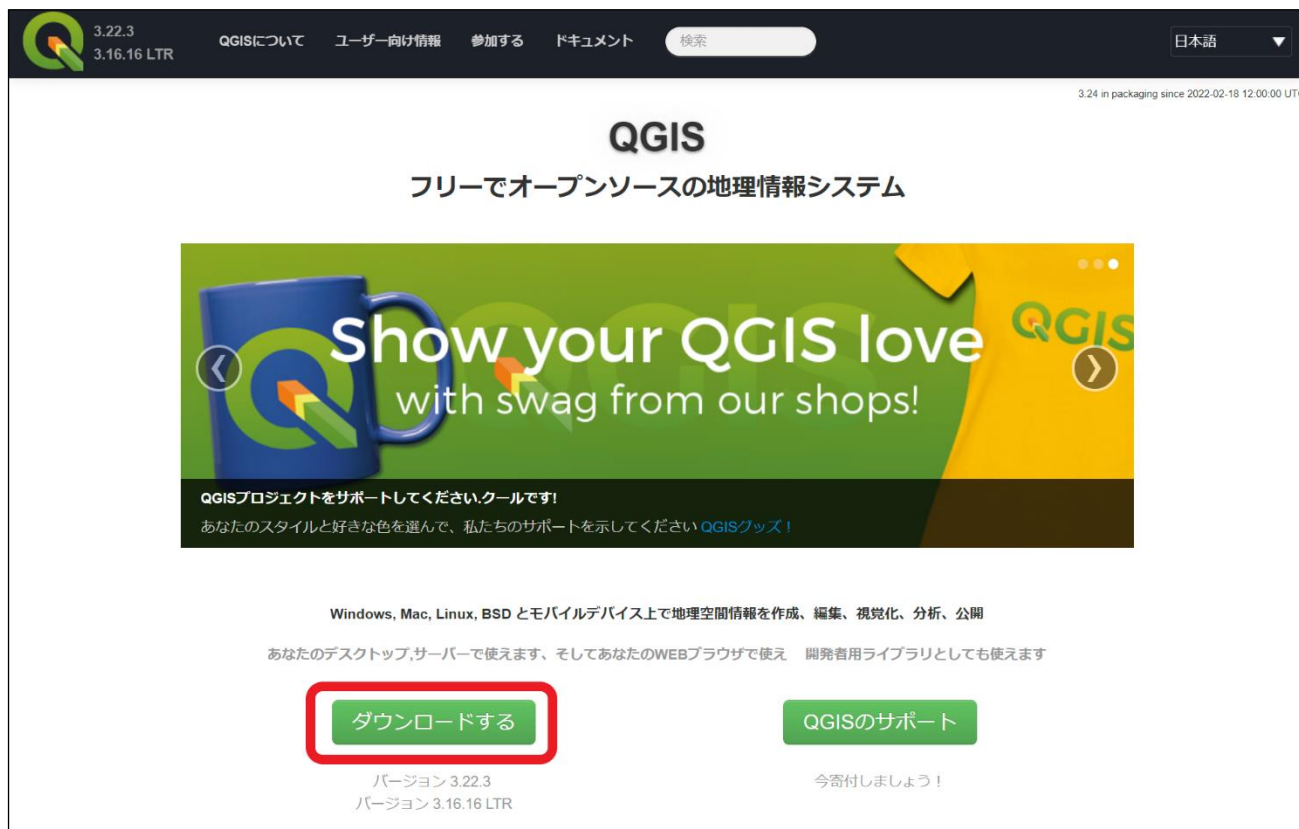 3.22.3
3.16.16 LTR
QGISについて ユーザー向け情報 参加する ドキュメント 検索 日本語
3.24 in packaging since 2022-02-18 12:00:00 UT
QGIS
フリーでオープンソースの地理情報システム
QGIS
Show your QGIS love
with swag from our shops!
QGISプロジェクトをサポートしてください.クールです!
あなたのスタイルと好きな色を選んで、私たちのサポートを示してください QGISグッズ！
Windows, Mac, Linux, BSD とモバイルデバイス上で地理空間情報を作成、編集、視覚化、分析、公開
あなたのデスクトップ,サーバーで使えます、そしてあなたのWEBブラウザで使え 開発者用ライブラリとしても使えます
ダウンロードする QGISのサポート
バージョン 3.22.3 今寄付しましょう！
バージョン 3.16.16 LTR